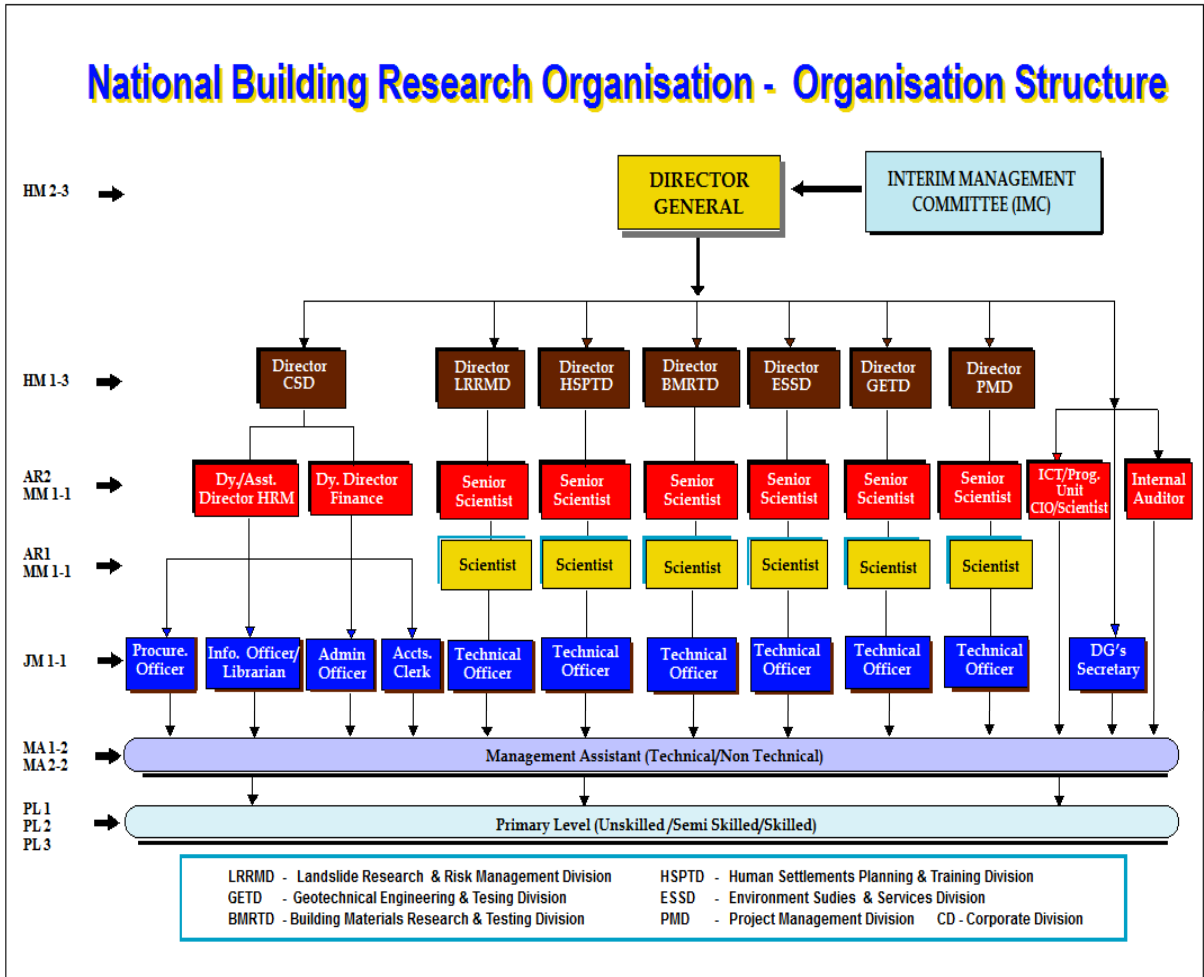 National Building Research Organisation - Organisation Structure
HM 2-3
DIRECTOR
GENERAL
INTERIM MANAGEMENT
COMMITTEE (IMC)
HM 1-3
Director
CSD
Director
LRRMD
Director
HSPTD
Director
BMRTD
Director
ESSD
Director
GETD
Director
PMD
AR2
MM 1-1
Dy./Asst.
Director HRM
Dy. Director
Finance
Senior
Scientist
Senior
Scientist
Senior
Scientist
Senior
Scientist
Senior
Scientist
Senior
Scientist
ICT/Prog.
Unit
CIO/Scientist
Internal
Auditor
AR1
MM 1-1
Scientist
Scientist
Scientist
Scientist
Scientist
Scientist
JM 1-1
Procure.
Officer
Info. Officer/
Librarian
Admin
Officer
Accts.
Clerk
Technical
Officer
Technical
Officer
Technical
Officer
Technical
Officer
Technical
Officer
Technical
Officer
DG's
Secretary
MA 1-2
MA 2-2
Management Assistant (Technical/Non Technical)
PL 1
PL 2
PL 3
Primary Level (Unskilled /Semi Skilled/Skilled)
LRRMD - Landslide Research & Risk Management Division
HSPTD - Human Settlements Planning & Training Division
GETD - Geotechnical Engineering & Tesing Division
ESSD - Environment Sudies & Services Division
BMRTD - Building Materials Research & Testing Division
PMD - Project Management Division CD - Corporate Division